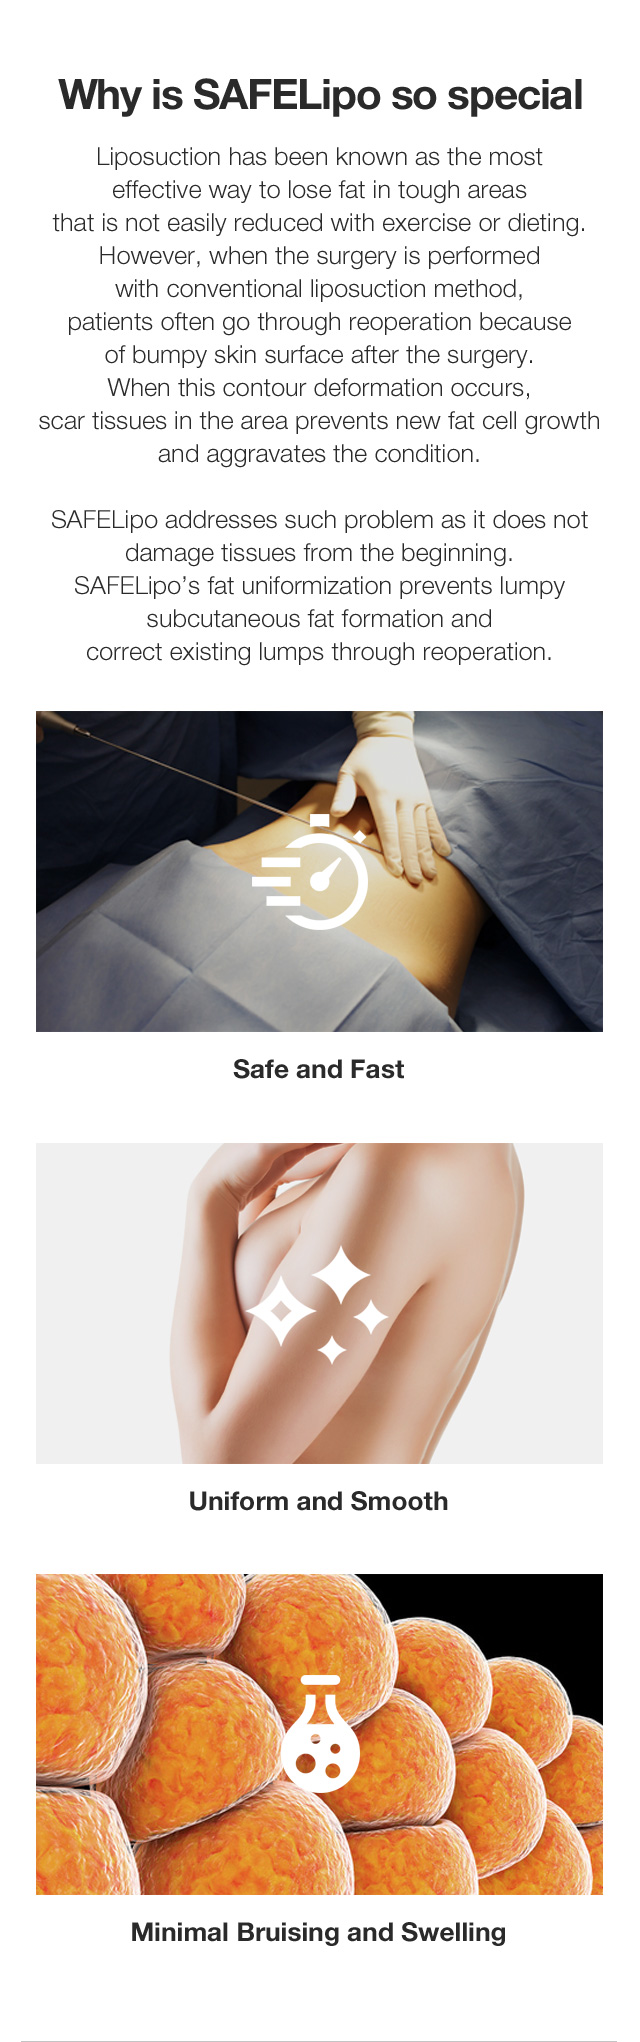 Why is SAFELipo so special
Liposuction has been known as the most
effective way to lose fat in tough areas
that is not easily reduced with exercise or dieting.
However, when the surgery is performed
with conventional liposuction method,
patients often go through reoperation because
of bumpy skin surface after the surgery.
When this contour deformation occurs,
scar tissues in the area prevents new fat cell growth
and aggravates the condition.
SAFELipo addresses such problem as it does not
damage tissues from the beginning.
SAFELipo’s fat uniformization prevents lumpy
subcutaneous fat formation and
correct existing lumps through reoperation.
Safe and Fast
Uniform and Smooth
Minimal Bruising and Swelling